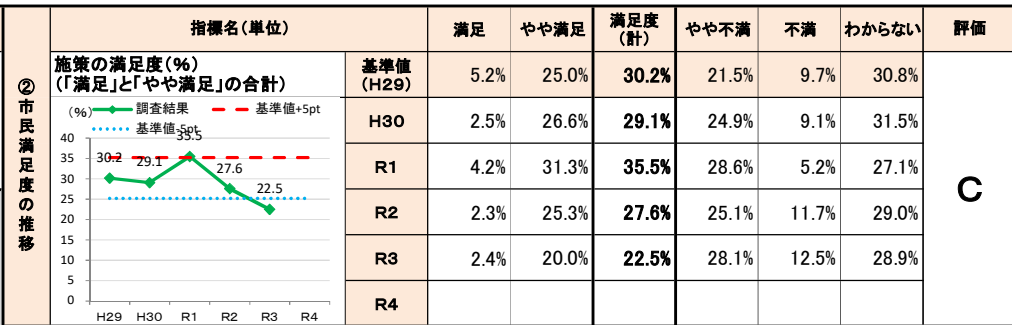 指標名(単位) 満足 やや満足 満足度(計) やや不満 不満 わからない 評価
②市民満足度の推移
施策の満足度(%)
(「満足」と「やや満足」の合計)
(%) 調査結果 基準値+5pt
基準値-5pt
40
35
30
25
20
15
10
5
0
30.2 29.1 35.5 27.6 22.5
H29 H30 R1 R2 R3 R4
基準値(H29) 5.2% 25.0% 30.2% 21.5% 9.7% 30.8%
H30 2.5% 26.6% 29.1% 24.9% 9.1% 31.5%
R1 4.2% 31.3% 35.5% 28.6% 5.2% 27.1%
R2 2.3% 25.3% 27.6% 25.1% 11.7% 29.0%
R3 2.4% 20.0% 22.5% 28.1% 12.5% 28.9%
R4
C